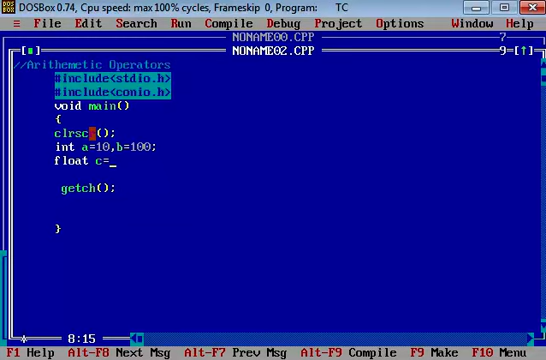 DOSBox 0.74, Cpu speed: max 100% cycles, Frameskip 0, Program: TC
≡ File Edit Search Run Compile Debug Project Options Window Help
NONAME00.CPP 7
[■] NONAME02.CPP 9=[↑]
//Arithemetic Operators
#include<stdio.h>
#include<conio.h>
void main()
{
clrscr();
int a=10,b=100;
float c=_
getch();
}
8:15
F1 Help Alt-F8 Next Msg Alt-F7 Prev Msg Alt-F9 Compile F9 Make F10 Menu